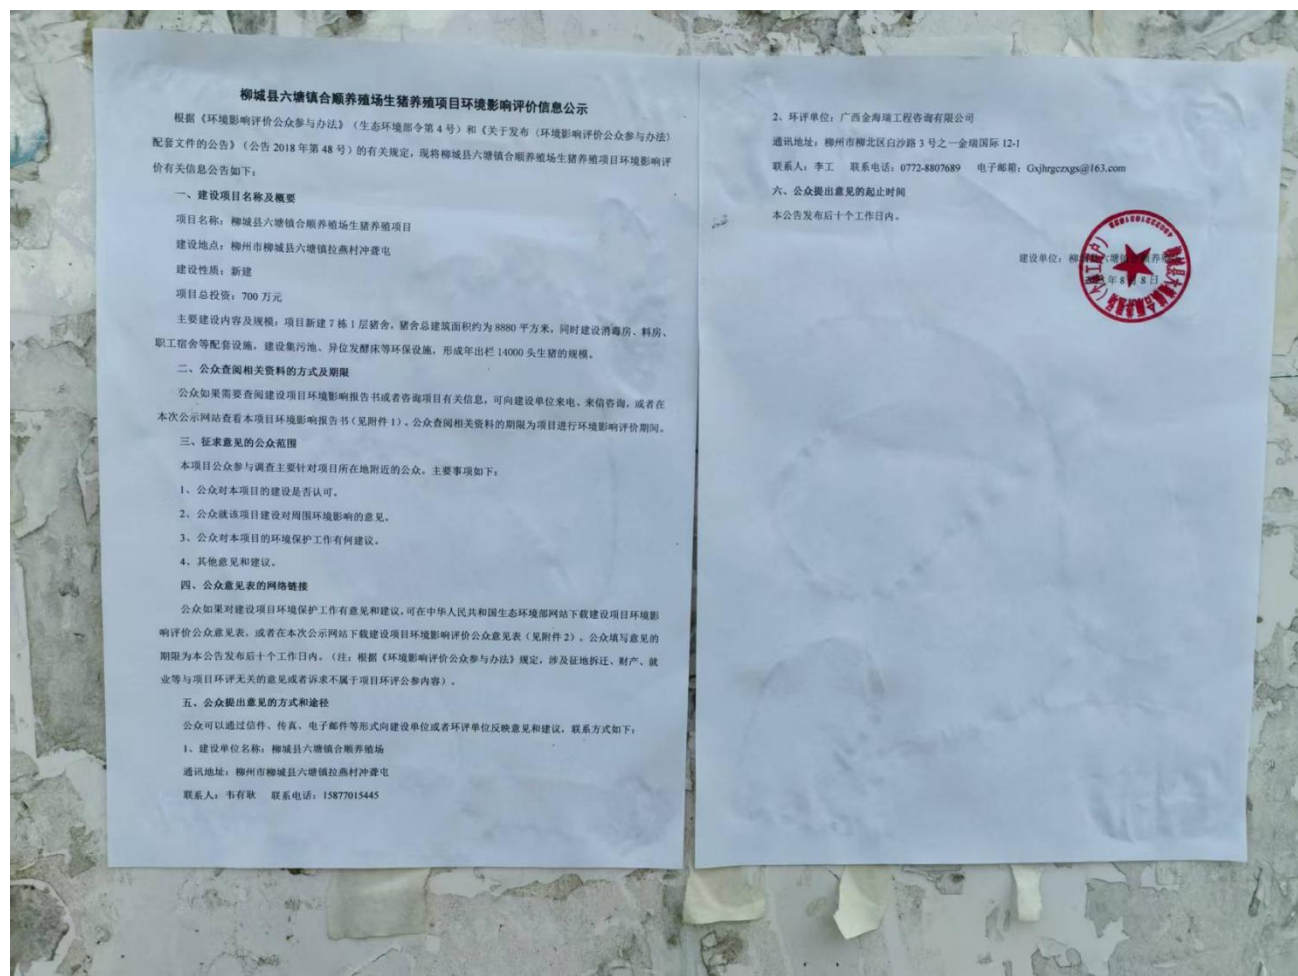 柳城县六塘镇合顺养殖场生猪养殖项目环境影响评价信息公示
根据《环境影响评价公众参与办法》（生态环境部令第 4 号）和《关于发布〈环境影响评价公众参与办法〉
配套文件的公告》（公告 2018 年第 48 号）的有关规定，现将柳城县六塘镇合顺养殖场生猪养殖项目环境影响评
价有关信息公告如下：
一、建设项目名称及概要
项目名称：柳城县六塘镇合顺养殖场生猪养殖项目
建设地点：柳州市柳城县六塘镇拉燕村冲聋屯
建设性质：新建
项目总投资：700 万元
主要建设内容及规模：项目新建 7 栋 1 层猪舍，猪舍总建筑面积约为 8880 平方米，同时建设消毒房、料房、
职工宿舍等配套设施，建设集污池、异位发酵床等环保设施，形成年出栏 14000 头生猪的规模。
二、公众查阅相关资料的方式及期限
公众如果需要查阅建设项目环境影响报告书或者咨询项目有关信息，可向建设单位来电、来信咨询，或者在
本次公示网站查看本项目环境影响报告书（见附件 1）。公众查阅相关资料的期限为项目进行环境影响评价期间。
三、征求意见的公众范围
本项目公众参与调查主要针对项目所在地附近的公众。主要事项如下：
1、公众对本项目的建设是否认可。
2、公众就该项目建设对周围环境影响的意见。
3、公众对本项目的环境保护工作有何建议。
4、其他意见和建议。
四、公众意见表的网络链接
公众如果对建设项目环境保护工作有意见和建议，可在中华人民共和国生态环境部网站下载建设项目环境影
响评价公众意见表，或者在本次公示网站下载建设项目环境影响评价公众意见表（见附件 2）。公众填写意见的
期限为本公告发布后十个工作日内。（注：根据《环境影响评价公众参与办法》规定，涉及征地拆迁、财产、就
业等与项目环评无关的意见或者诉求不属于项目环评公参内容）。
五、公众提出意见的方式和途径
公众可以通过信件、传真、电子邮件等形式向建设单位或者环评单位反映意见和建议，联系方式如下：
1、建设单位名称：柳城县六塘镇合顺养殖场
通讯地址：柳州市柳城县六塘镇拉燕村冲聋屯
联系人：韦有耿 联系电话：15877015445
2、环评单位：广西金海瑞工程咨询有限公司
通讯地址：柳州市柳北区白沙路 3 号之一金瑞国际 12-1
联系人：李工 联系电话：0772-8807689 电子邮箱：Gxjhrgczxgs@163.com
六、公众提出意见的起止时间
本公告发布后十个工作日内。
建设单位：柳城县六塘镇合顺养殖场
年 8 月 8 日